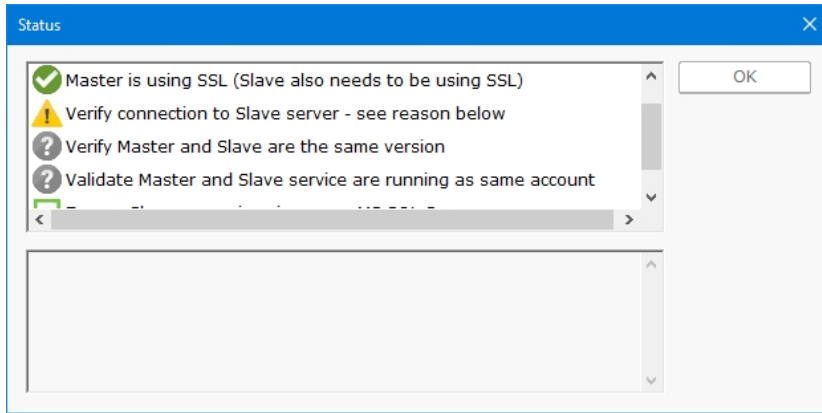 Status
Master is using SSL (Slave also needs to be using SSL)
OK
Verify connection to Slave server - see reason below
Verify Master and Slave are the same version
Validate Master and Slave service are running as same account